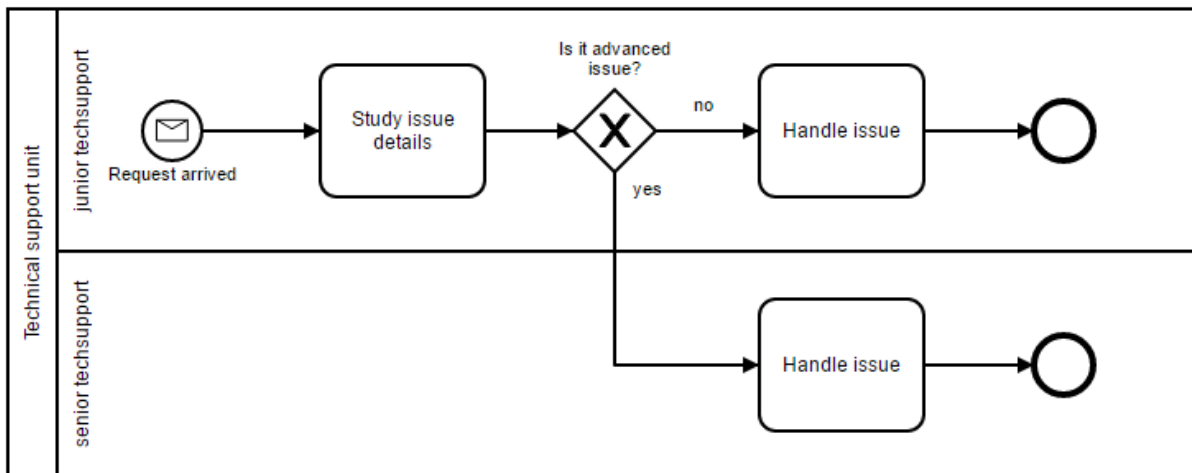 Technical support unit
junior techsupport
Request arrived
Study issue
details
Is it advanced
issue?
no
yes
Handle issue
senior techsupport
Handle issue